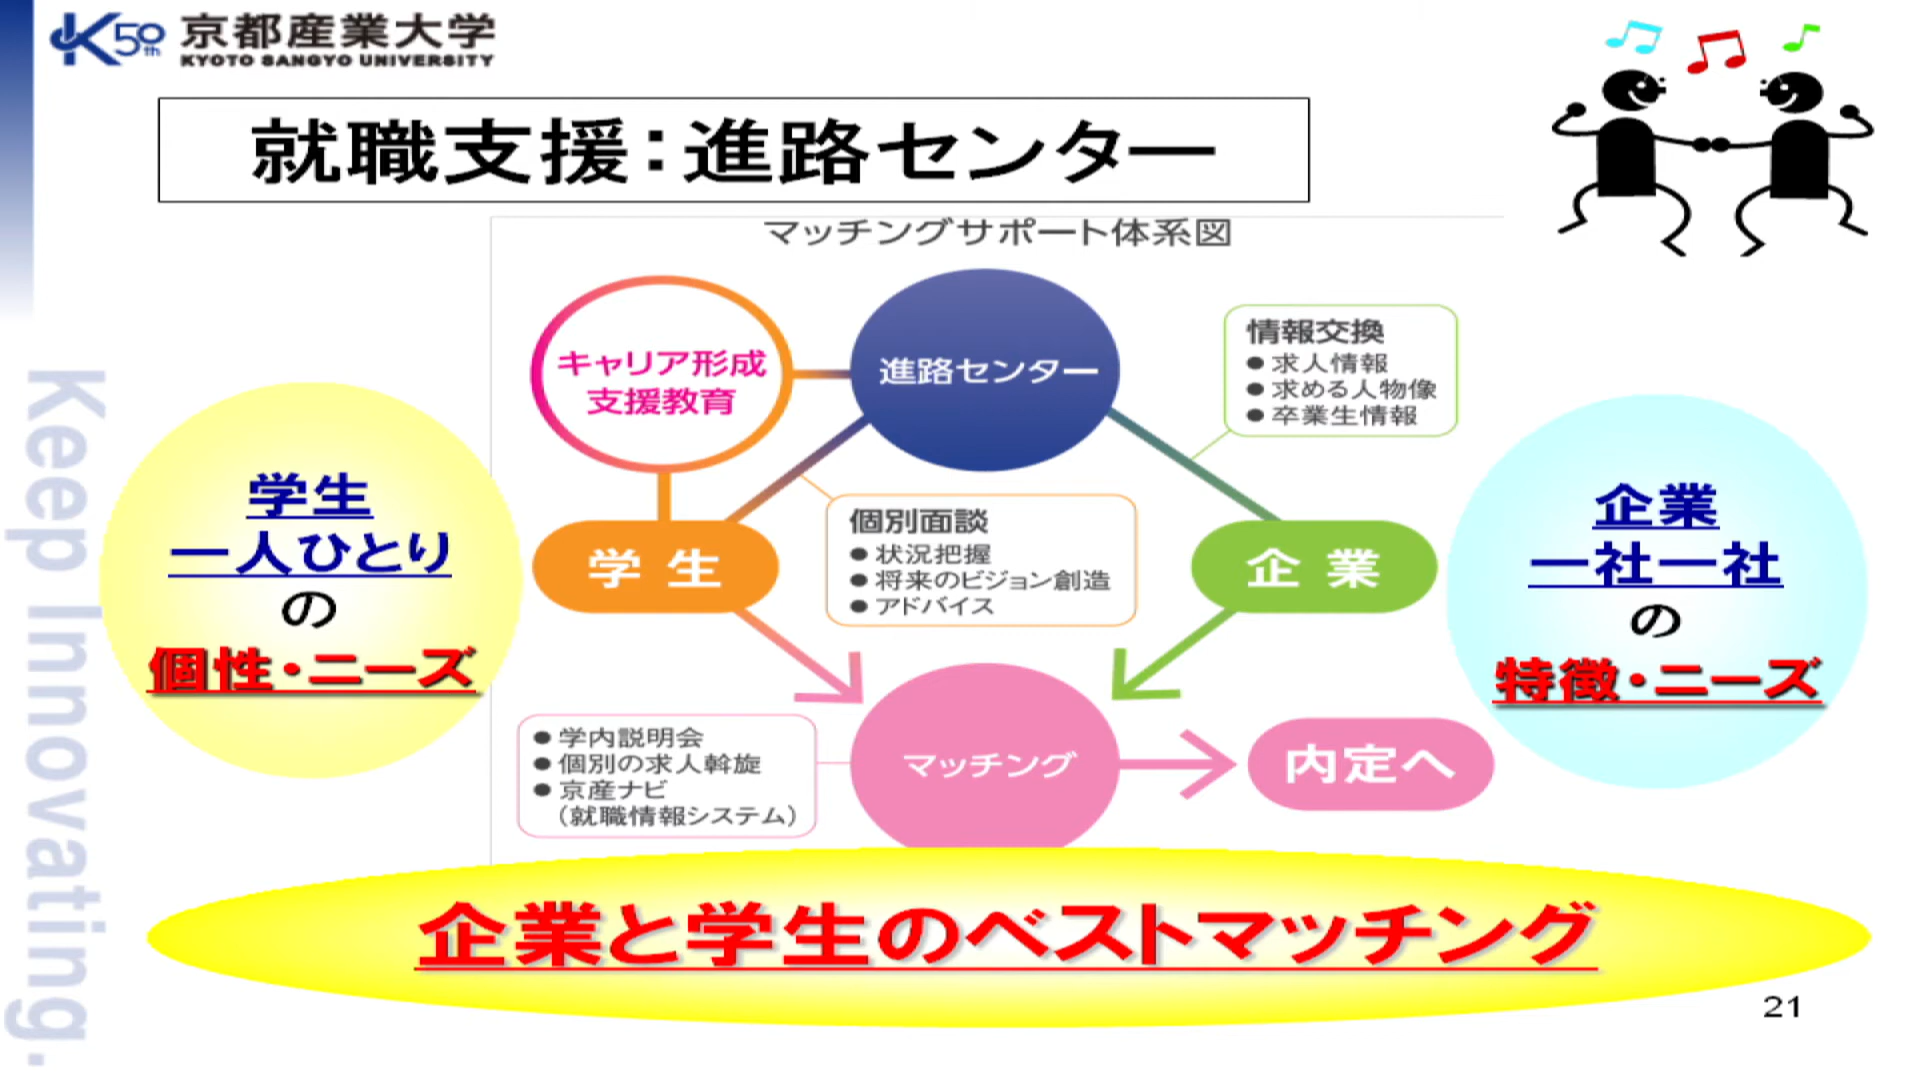 K 50th 京都産業大学
KYOTO SANGYO UNIVERSITY
就職支援：進路センター
マッチングサポート体系図
キャリア形成
支援教育
進路センター
情報交換
● 求人情報
● 求める人物像
● 卒業生情報
学生
一人ひとり
の
個性・ニーズ
学 生
個別面談
● 状況把握
● 将来のビジョン創造
● アドバイス
企 業
企業
一社一社
の
特徴・ニーズ
● 学内説明会
● 個別の求人斡旋
● 京産ナビ
（就職情報システム）
マッチング
内定へ
企業と学生のベストマッチング
Keep Innovating.
21